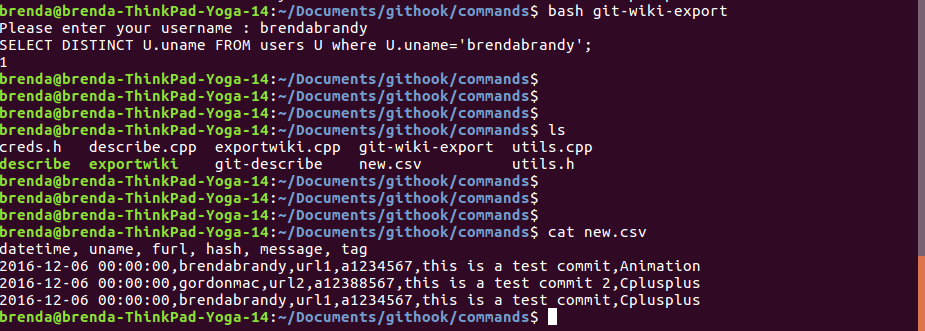 brenda@brenda-ThinkPad-Yoga-14:~/Documents/githook/commands$ bash git-wiki-export
Please enter your username : brendabrandy
SELECT DISTINCT U.uname FROM users U where U.uname='brendabrandy';
1
brenda@brenda-ThinkPad-Yoga-14:~/Documents/githook/commands$
brenda@brenda-ThinkPad-Yoga-14:~/Documents/githook/commands$
brenda@brenda-ThinkPad-Yoga-14:~/Documents/githook/commands$
brenda@brenda-ThinkPad-Yoga-14:~/Documents/githook/commands$ ls
creds.h describe.cpp exportwiki.cpp git-wiki-export utils.cpp
describe exportwiki git-describe new.csv utils.h
brenda@brenda-ThinkPad-Yoga-14:~/Documents/githook/commands$
brenda@brenda-ThinkPad-Yoga-14:~/Documents/githook/commands$
brenda@brenda-ThinkPad-Yoga-14:~/Documents/githook/commands$
brenda@brenda-ThinkPad-Yoga-14:~/Documents/githook/commands$ cat new.csv
datetime, uname, furl, hash, message, tag
2016-12-06 00:00:00,brendabrandy,url1,a1234567,this is a test commit,Animation
2016-12-06 00:00:00,gordonmac,url2,a12388567,this is a test commit 2,Cplusplus
2016-12-06 00:00:00,brendabrandy,url1,a1234567,this is a test commit,Cplusplus
brenda@brenda-ThinkPad-Yoga-14:~/Documents/githook/commands$